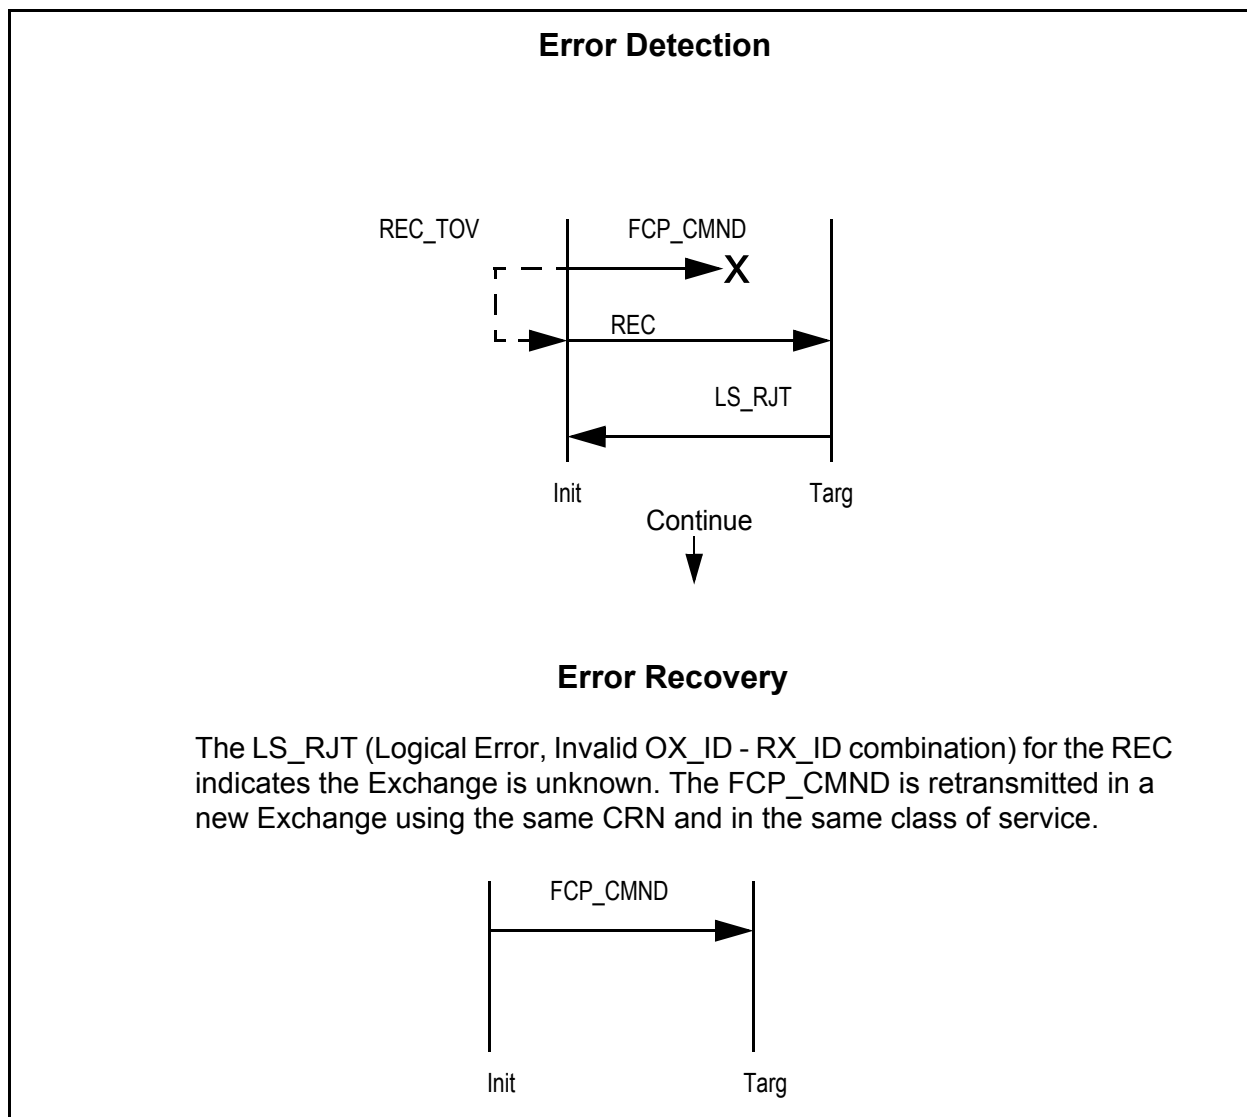 Error Detection
REC_TOV
FCP_CMND
X
REC
LS_RJT
Init
Targ
Continue
Error Recovery
The LS_RJT (Logical Error, Invalid OX_ID - RX_ID combination) for the REC
indicates the Exchange is unknown. The FCP_CMND is retransmitted in a
new Exchange using the same CRN and in the same class of service.
FCP_CMND
Init
Targ